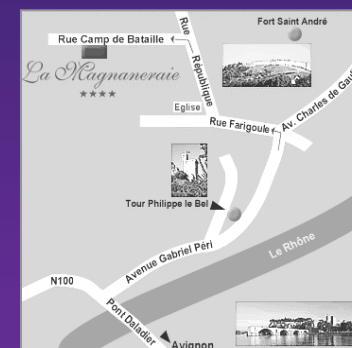 Fort Saint André
Rue Camp de Bataille
Rue République
La Magnaneraie
★★★★
Eglise
Rue Farigoule
Av. Charles de Gau
Tour Philippe le Bel
Avenue Gabriel Péri
Le Rhône
N100
Pont Daladier
Avignon